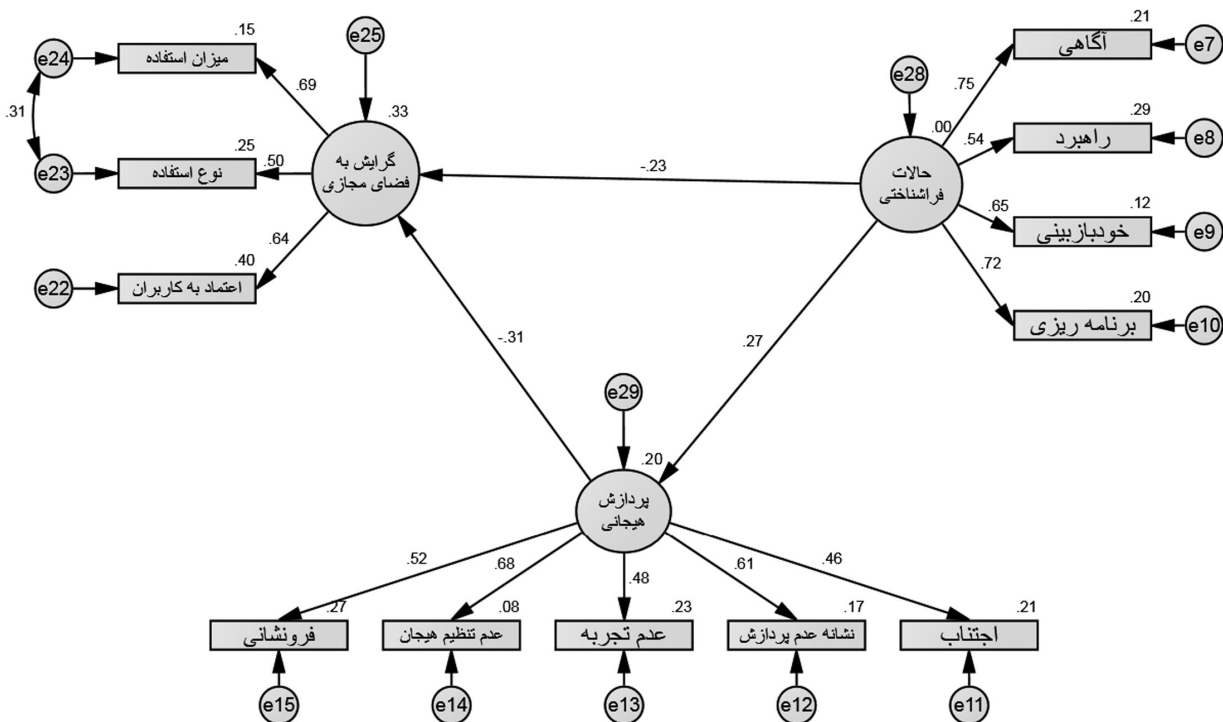 .15
e25
.21
e24
میزان استفاده
آگاهی
e7
.69
e28
.75
.31
.33
.00
.29
.25
.54
راهبرد
e8
گرایش به
فضای مجازی
.50
نوع استفاده
e23
-.23
حالات
فراشناختی
.12
.65
خودبازبینی
e9
.64
.40
.72
اعتماد به کاربران
e22
.20
برنامه ریزی
e10
-.31
.27
e29
.20
پردازش
هیجانی
.52
.68
.48
.61
.46
.27
.08
.23
.17
.21
فرونشانی
عدم تنظیم هیجان
عدم تجربه
نشانه عدم پردازش
اجتناب
e15
e14
e13
e12
e11